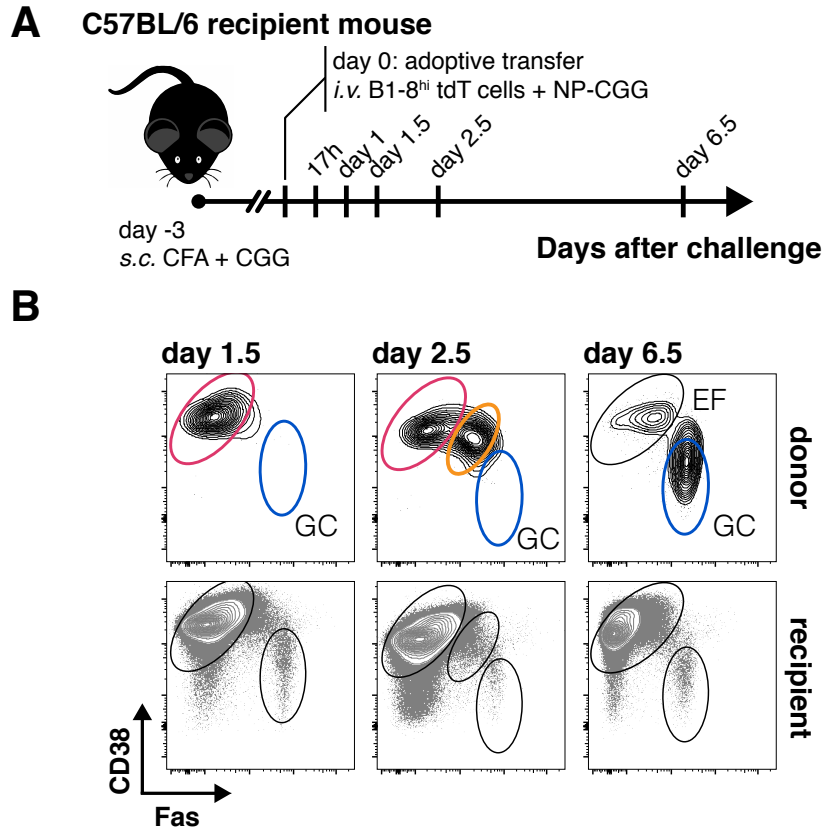 A C57BL/6 recipient mouse
day 0: adoptive transfer
i.v. B1-8hi tdT cells + NP-CGG
17h
day 1
day 1.5
day 2.5
day 6.5
day -3
s.c. CFA + CGG
Days after challenge
B
day 1.5 day 2.5 day 6.5
EF
GC GC GC
donor
recipient
CD38
Fas